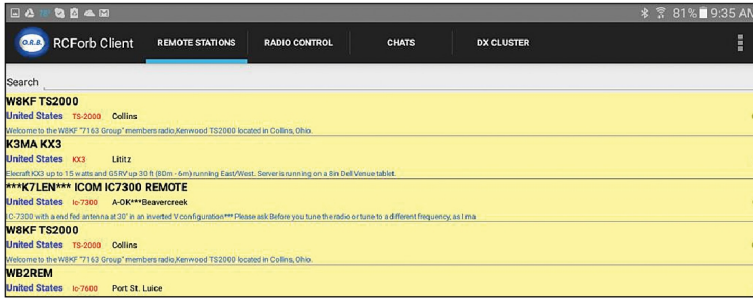 78° 81% 9:35 AM
O.R.B. RCForb Client REMOTE STATIONS RADIO CONTROL CHATS DX CLUSTER
Search
W8KF TS2000
United States TS-2000 Collins
Welcome to the W8KF "7163 Group" members radio,Kenwood TS2000 located in Collins, Ohio.
K3MA KX3
United States KX3 Lititz
Elecraft KX3 up to 15 watts and G5RV up 30 ft (80m - 6m) running East/West. Server is running on a 8in Dell Venue tablet.
***K7LEN*** ICOM IC7300 REMOTE
United States Ic-7300 A-OK***Beavercreek
IC-7300 with a end fed antenna at 30' in an inverted V configuration*** Please ask Before you tune the radio or tune to a different frequency, as I ma
W8KF TS2000
United States TS-2000 Collins
Welcome to the W8KF "7163 Group" members radio,Kenwood TS2000 located in Collins, Ohio.
WB2REM
United States Ic-7600 Port St. Luice